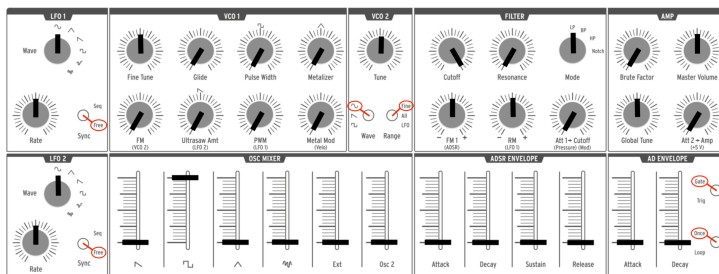 LFO 1
VCO 1
VCO 2
FILTER
AMP
LP
BP
HP
Notch
Wave
Fine Tune
Glide
Pulse Width
Metalizer
Tune
Cutoff
Resonance
Mode
Brute Factor
Master Volume
Seq
Free
Rate
Sync
FM
(VCO 2)
Ultrasaw Amt
(LFO 2)
PWM
(LFO 1)
Metal Mod
(Velo)
Wave
Fine
All
LFO
Range
- +
FM 1
(ADSR)
- +
RM
(LFO 1)
Att 1→ Cutoff
(Pressure) (Mod)
Global Tune
Att 2→ Amp
(+5 V)
LFO 2
OSC MIXER
ADSR ENVELOPE
AD ENVELOPE
Wave
Seq
Free
Rate
Sync
Ext
Osc 2
Attack
Decay
Sustain
Release
Attack
Decay
Gate
Trig
Once
Loop